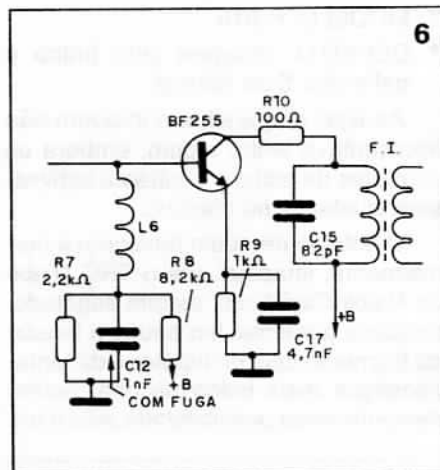 6
R10
100Ω
BF255
F.I.
L6
R7
2,2kΩ
R8
8,2kΩ
R9
1kΩ
C15
82pF
+B
C12
1nF
+B
C17
4,7nF
COM FUGA